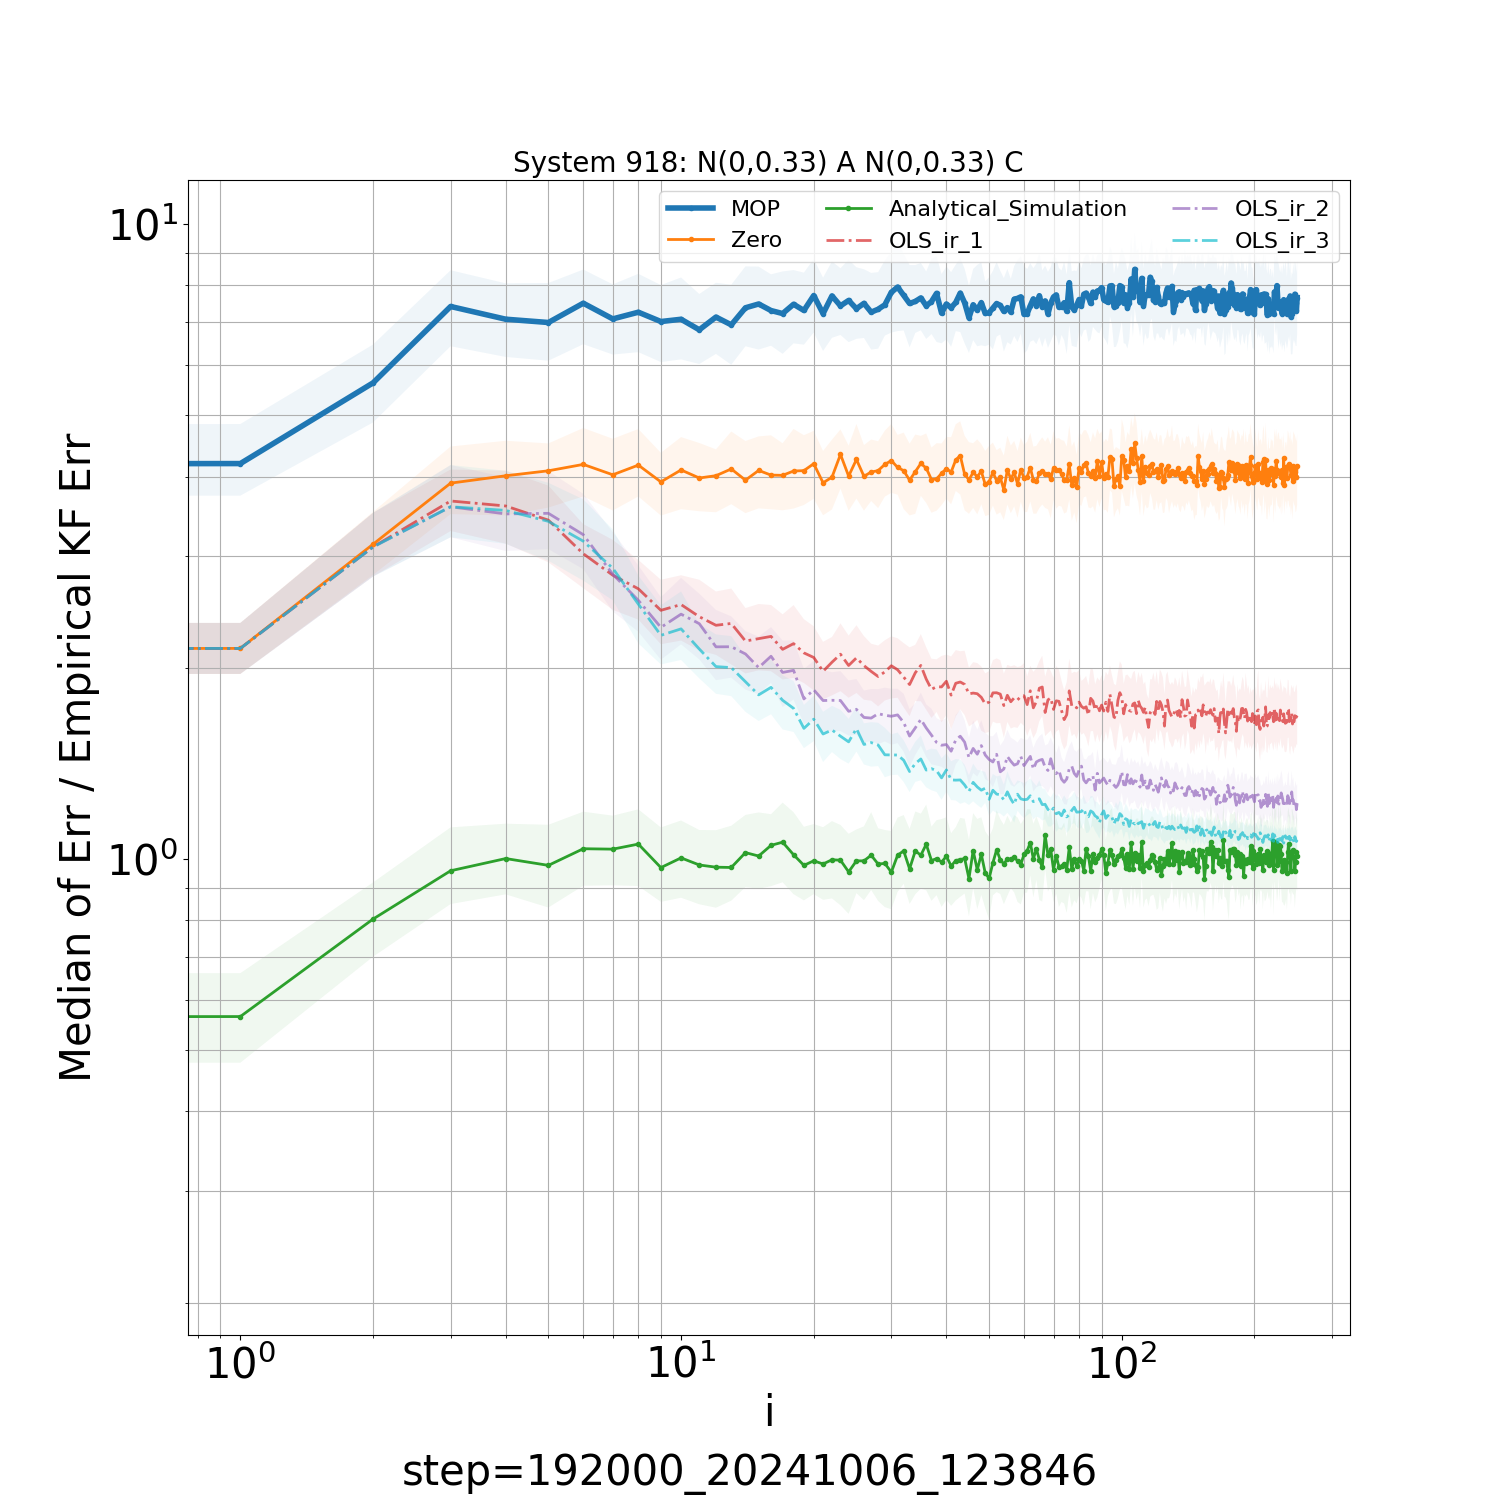 System 918: N(0,0.33) A N(0,0.33) C
MOP
Zero
Analytical_Simulation
OLS_ir_1
OLS_ir_2
OLS_ir_3
10¹
10⁰
Median of Err / Empirical KF Err
10⁰
10¹
10²
i
step=192000_20241006_123846